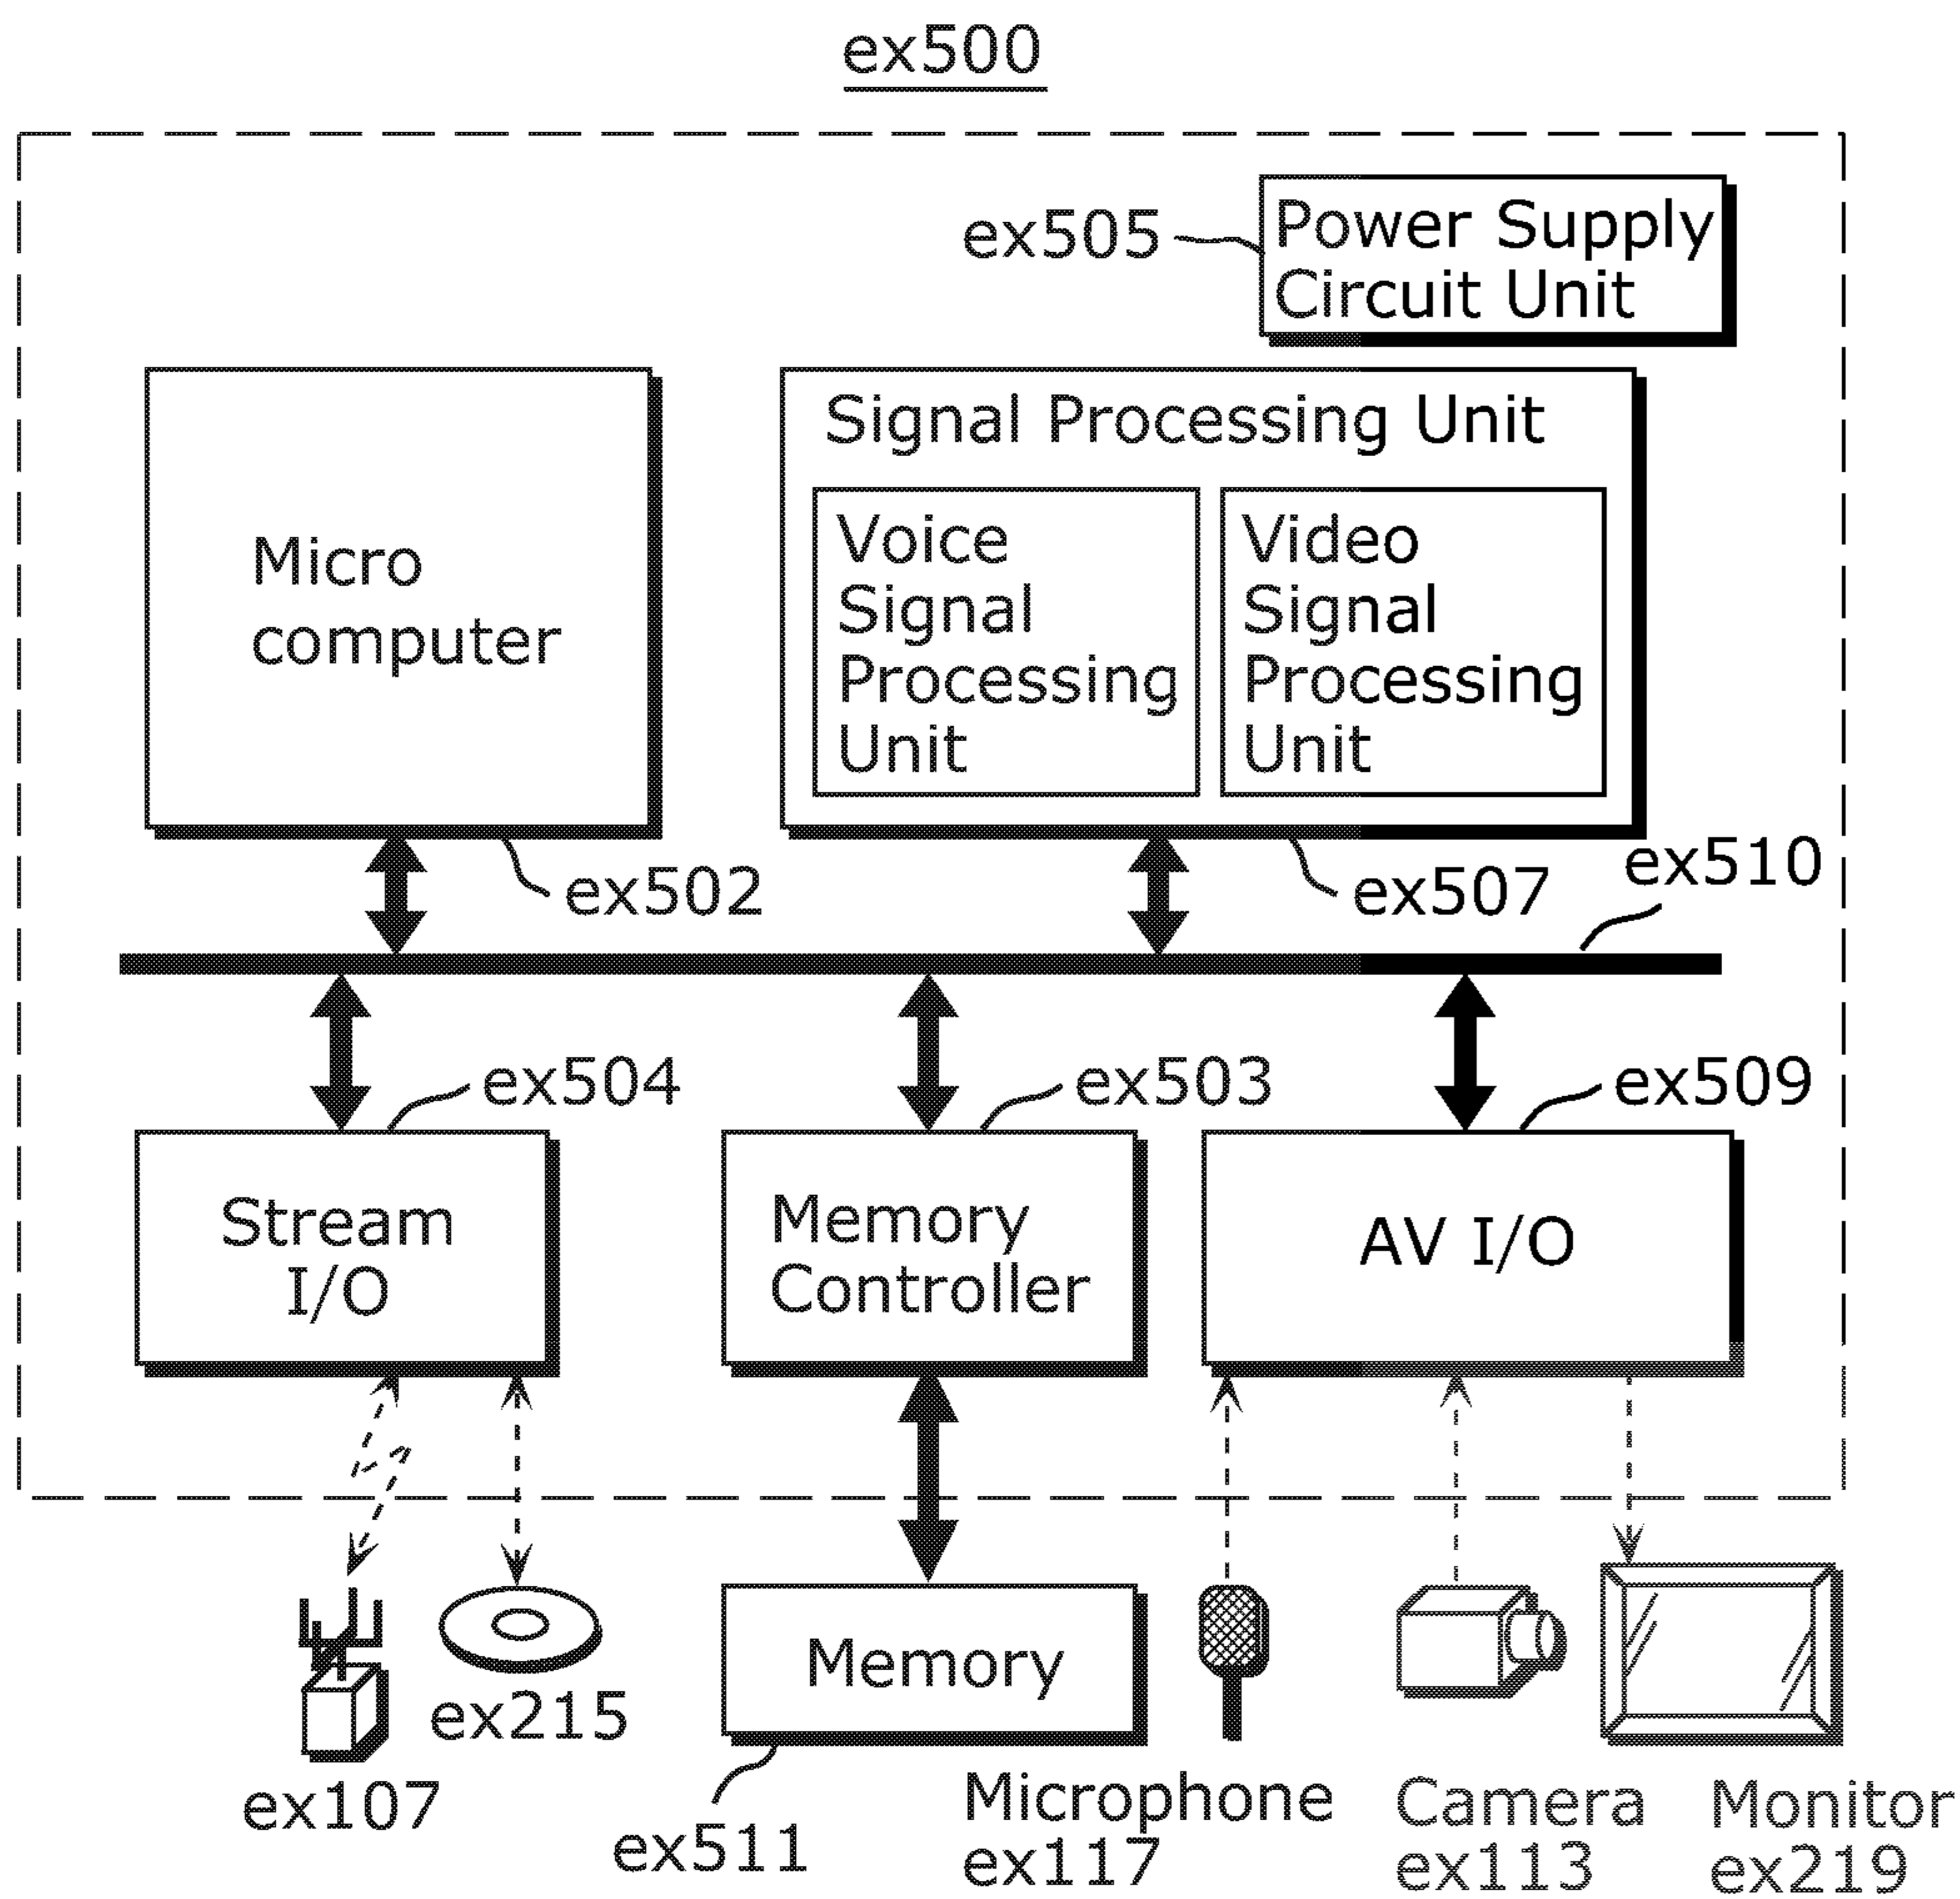 ex500
ex505
Power Supply
Circuit Unit
Micro
computer
Signal Processing Unit
Voice
Signal
Processing
Unit
Video
Signal
Processing
Unit
ex502
ex507
ex510
ex504
ex503
ex509
Stream
I/O
Memory
Controller
AV I/O
ex107
ex215
Memory
ex511
Microphone
ex117
Camera
ex113
Monitor
ex219